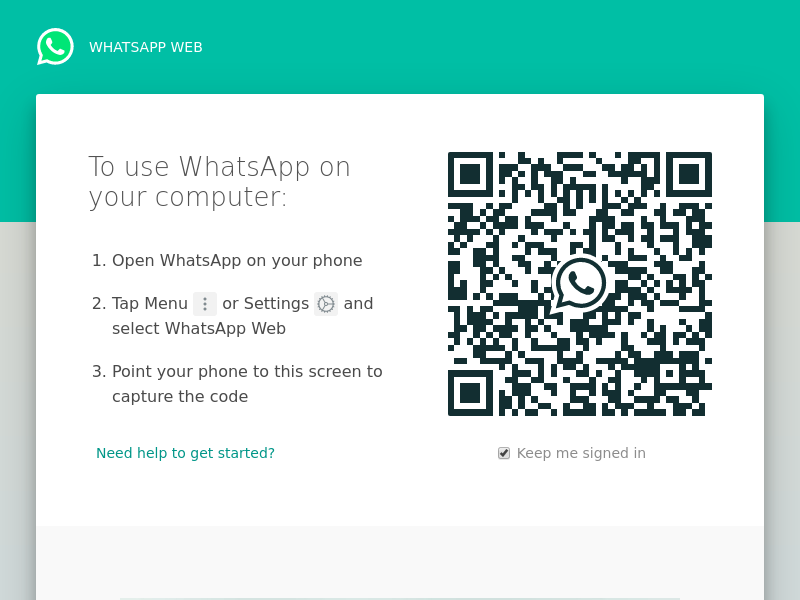 WHATSAPP WEB
To use WhatsApp on
your computer:
1. Open WhatsApp on your phone
2. Tap Menu or Settings and
select WhatsApp Web
3. Point your phone to this screen to
capture the code
Need help to get started?
Keep me signed in